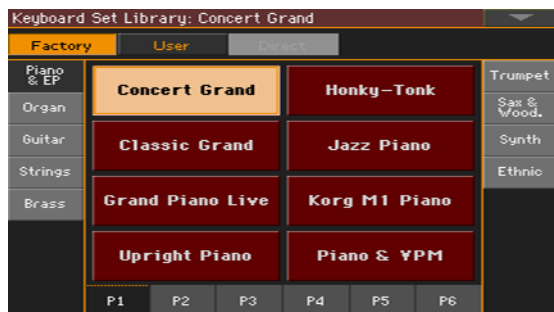 Keyboard Set Library: Concert Grand
Factory
User
Direct
Piano
& EP
Organ
Guitar
Strings
Brass
Concert Grand
Honky-Tonk
Classic Grand
Jazz Piano
Grand Piano Live
Korg M1 Piano
Upright Piano
Piano & YPM
Trumpet
Sax &
Wood.
Synth
Ethnic
P1
P2
P3
P4
P5
P6